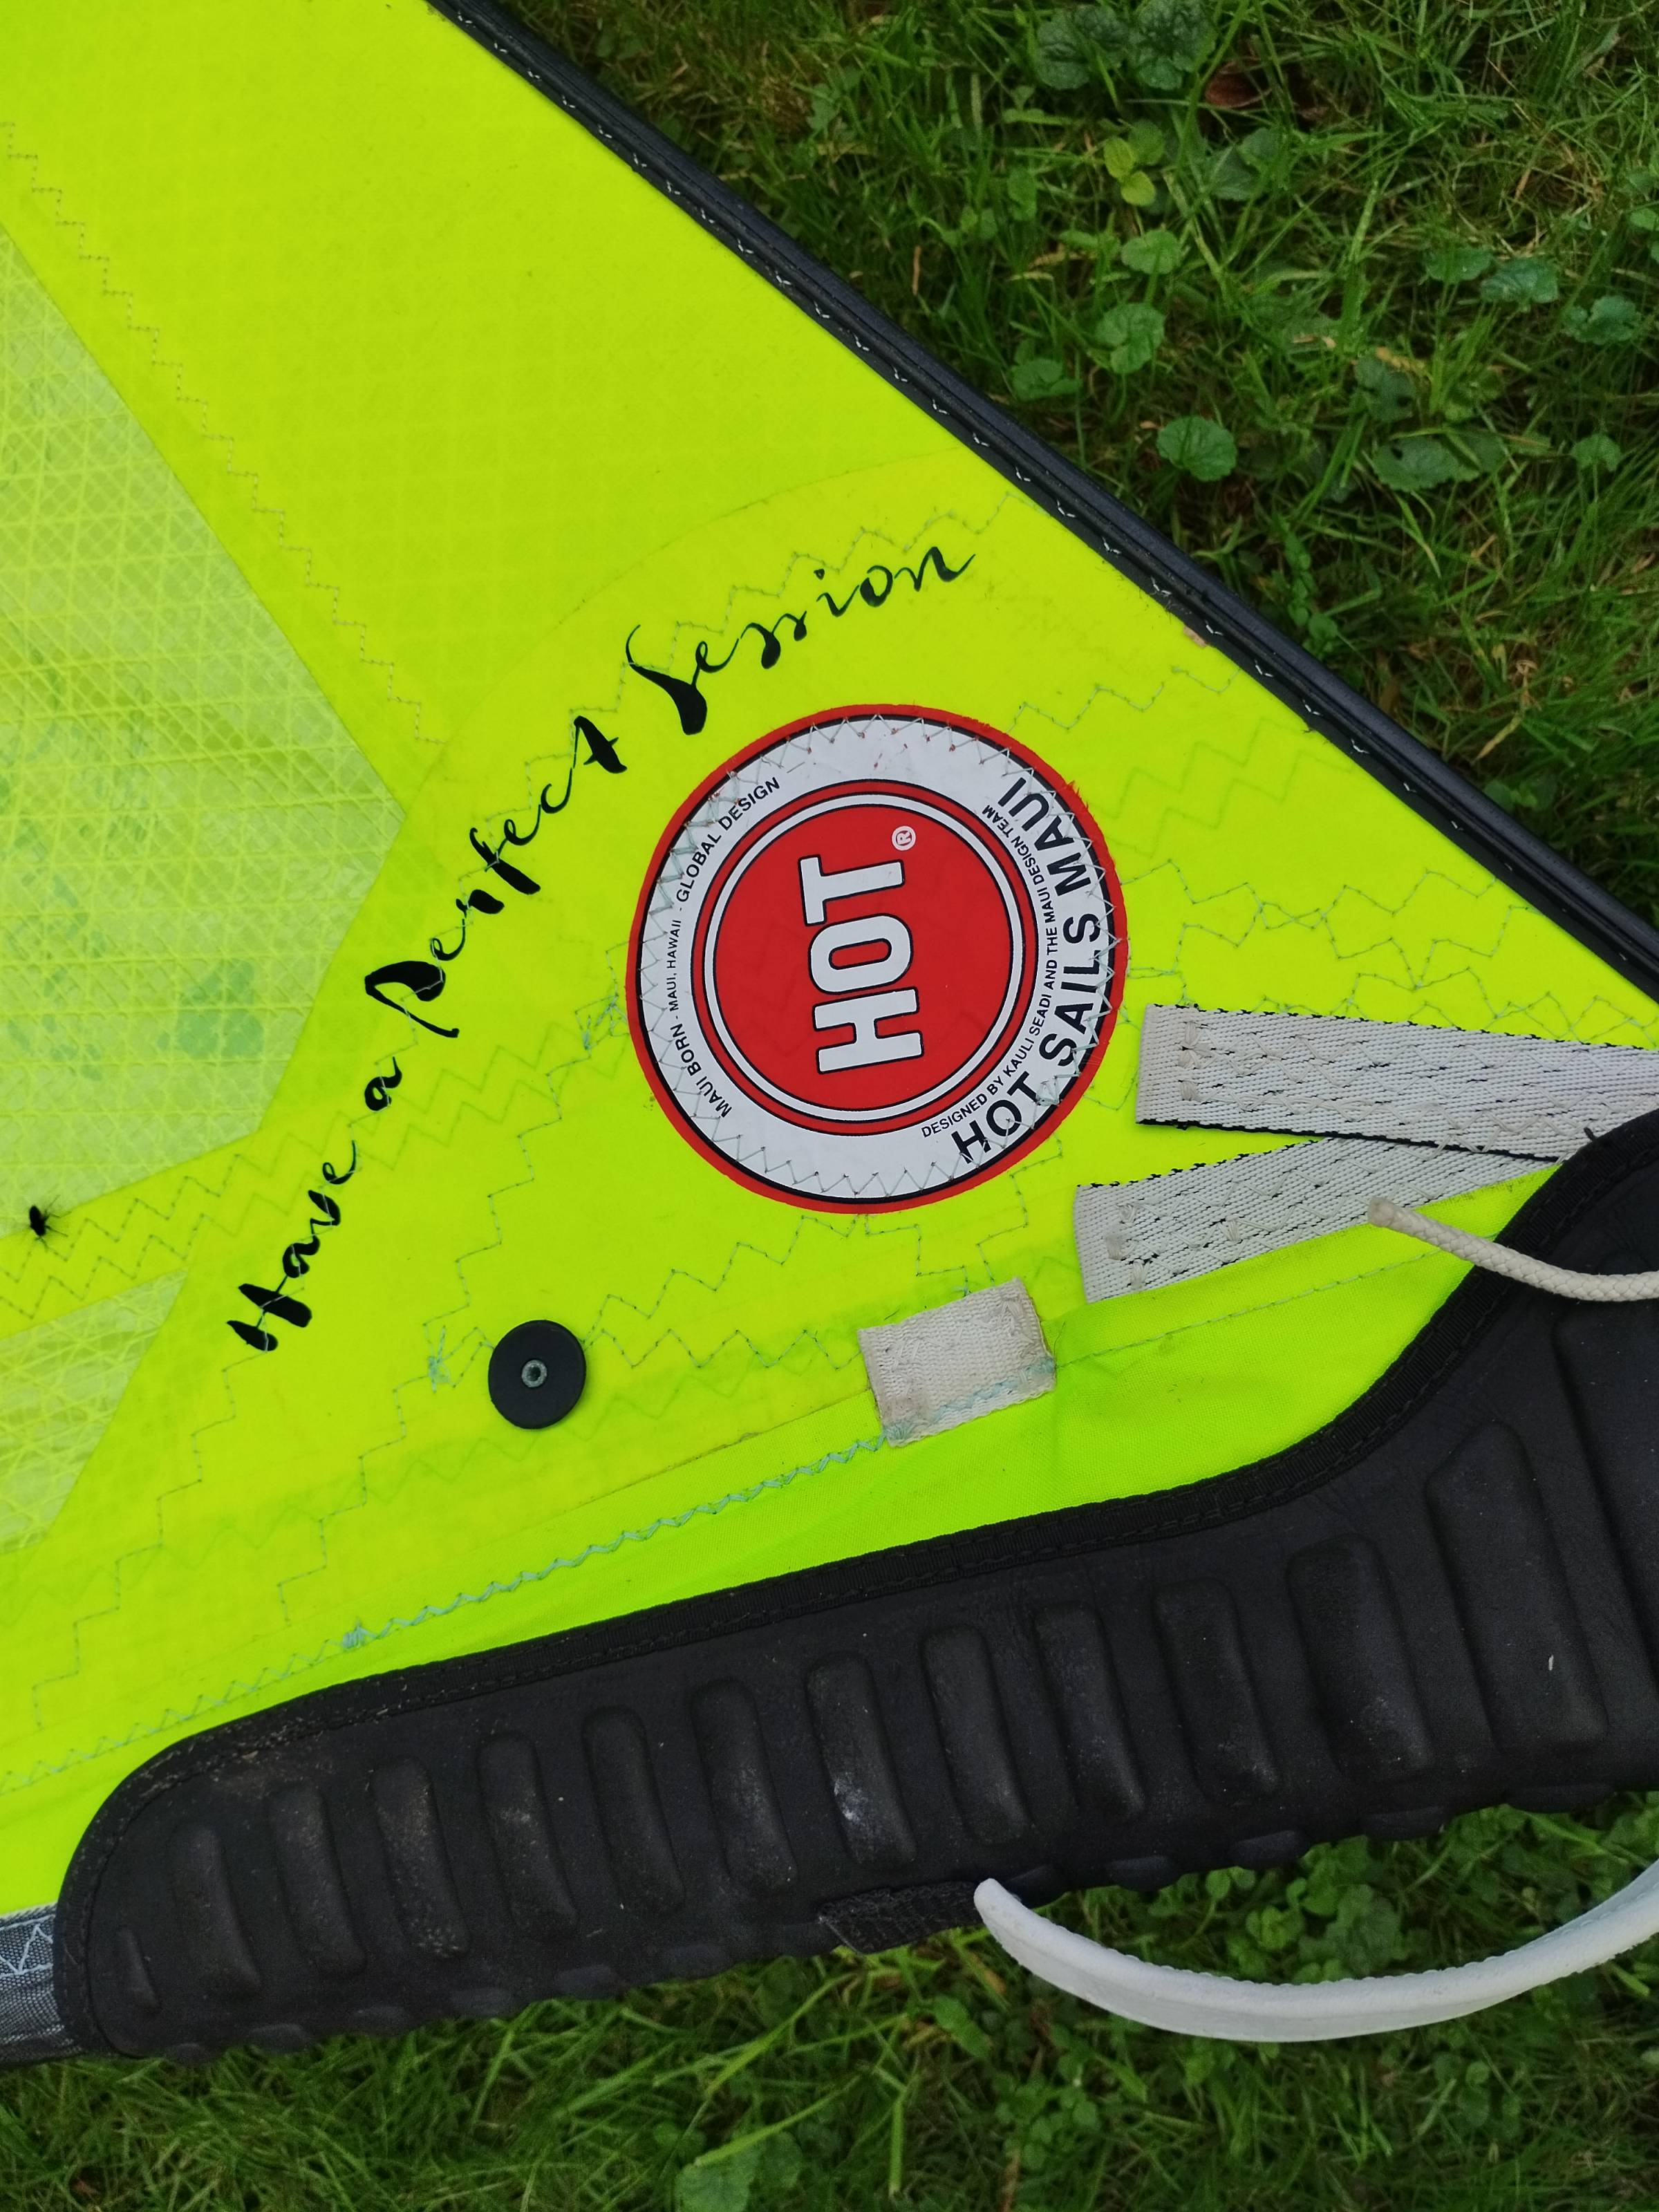 Have a Perfect Session
MAUI BORN - MAUI, HAWAII - GLOBAL DESIGN
HOT®
DESIGNED BY KAULI SEADI AND THE MAUI DESIGN TEAM
HOT SAILS MAUI